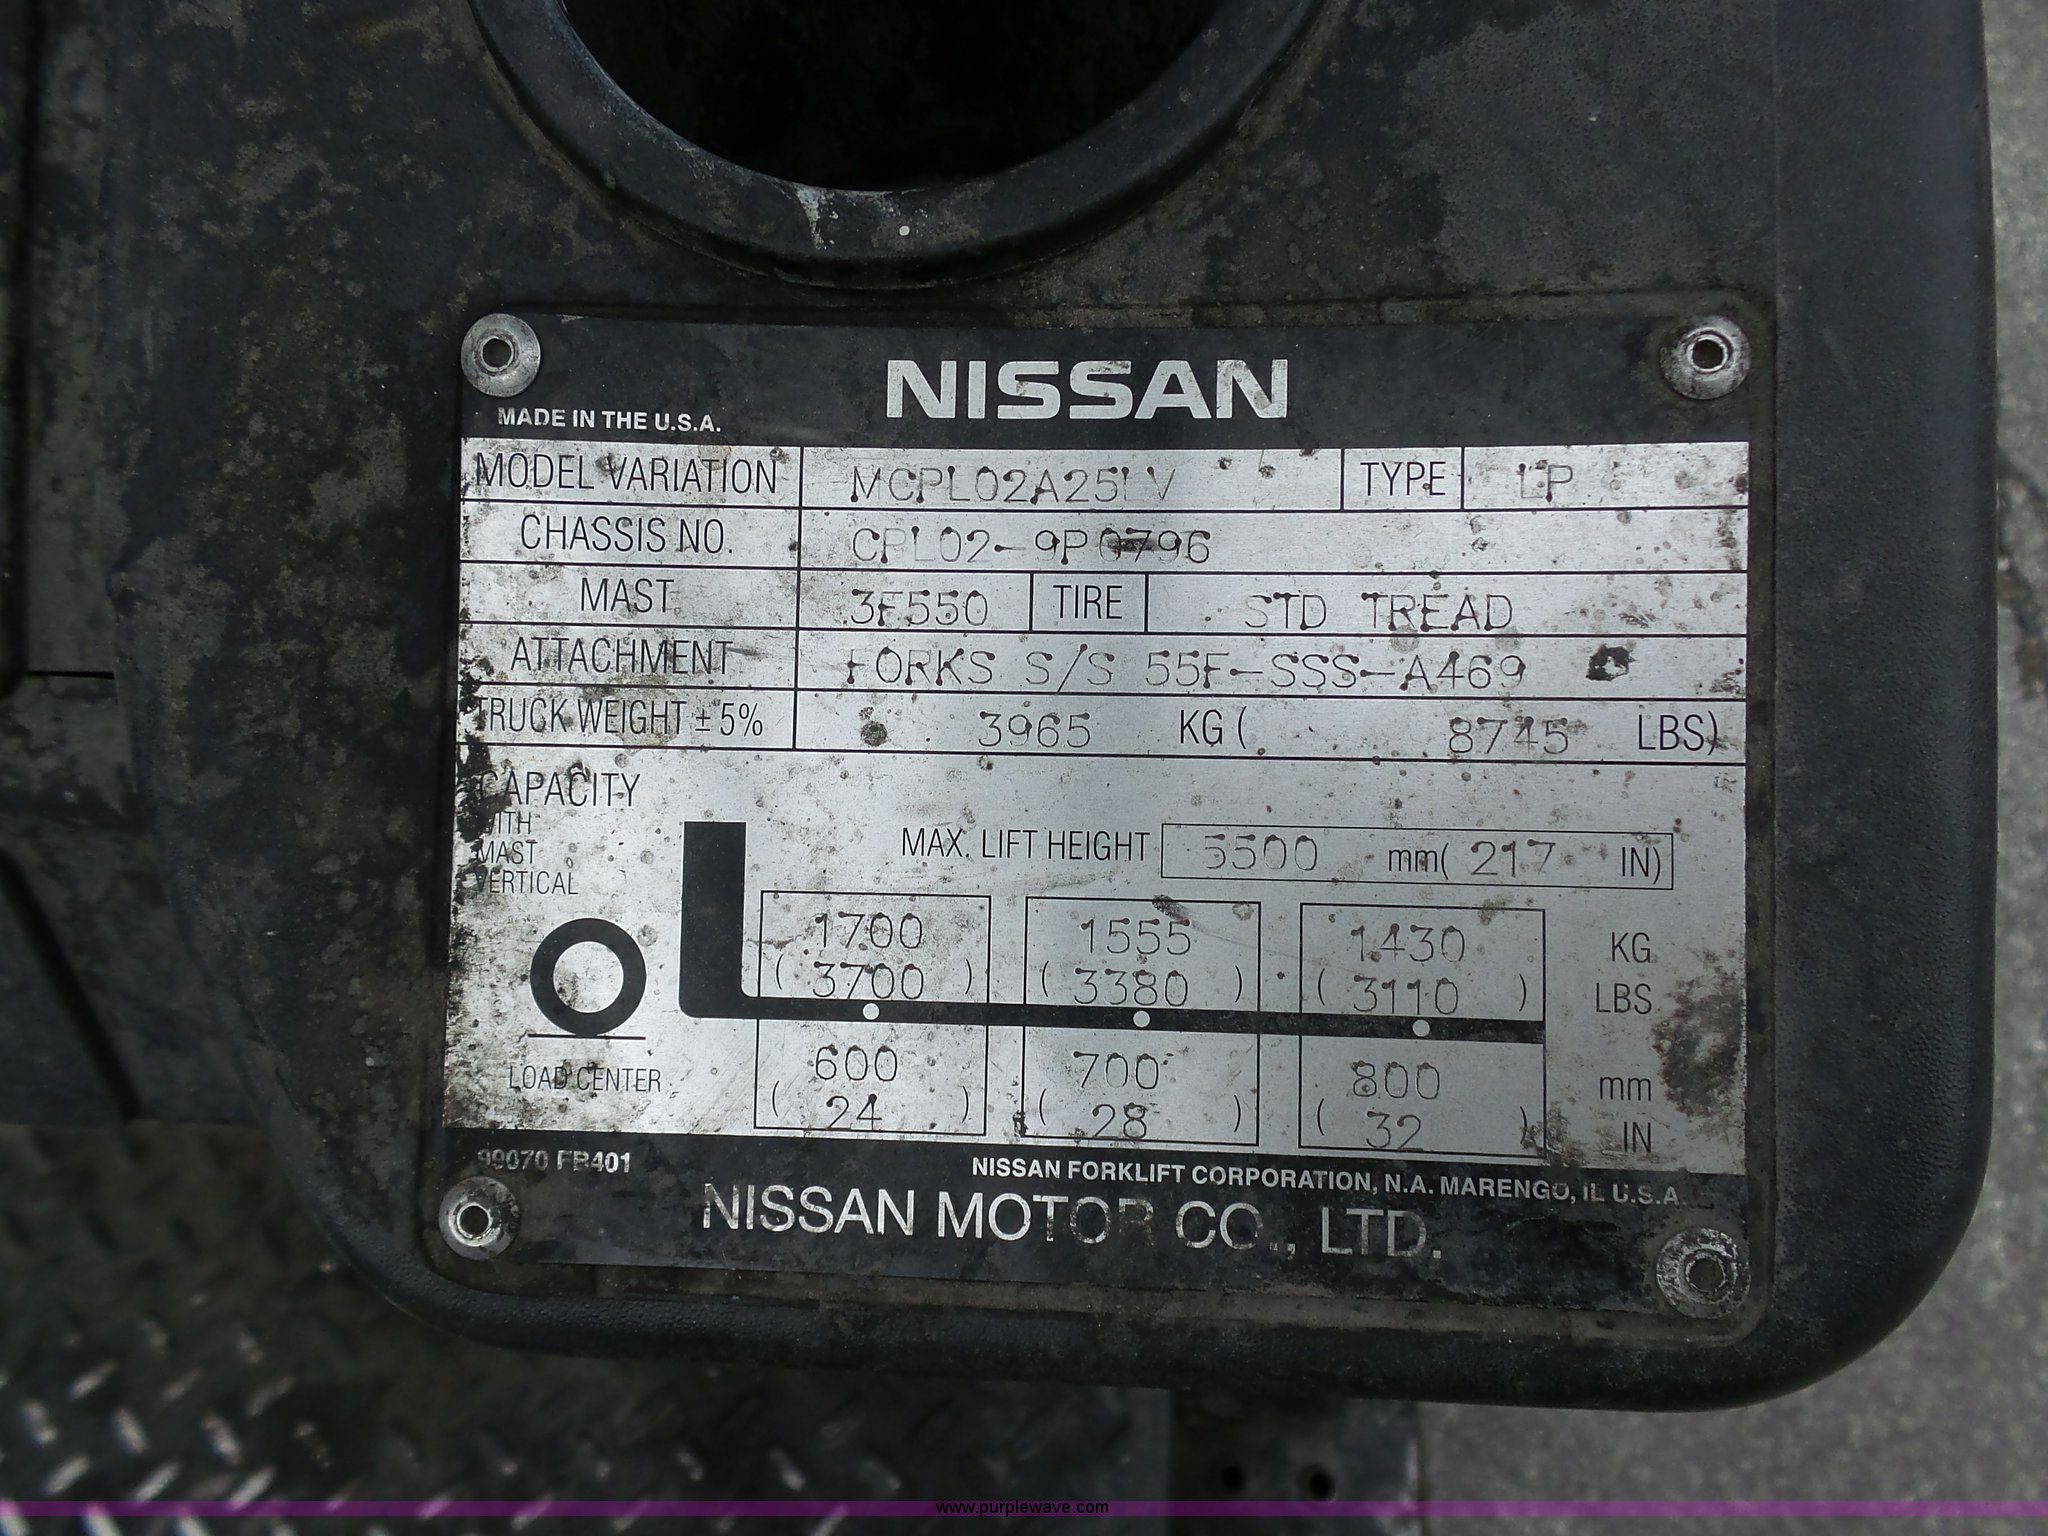 NISSAN
MADE IN THE U.S.A.
MODEL VARIATION MCPL02A25LV TYPE LP
CHASSIS NO. CPL02-9P0796
MAST 3F550 TIRE STD TREAD
ATTACHMENT FORKS S/S 55F-SSS-A469
TRUCK WEIGHT ± 5% 3965 KG ( 8745 LBS)
CAPACITY
WITH
MAST
VERTICAL
MAX. LIFT HEIGHT 5500 mm( 217 IN)
1700 1555 1430 KG
( 3700 ) ( 3380 ) ( 3110 ) LBS
LOAD CENTER
600 700 800 mm
( 24 ) ( 28 ) ( 32 ) IN
99070 FB401
NISSAN FORKLIFT CORPORATION, N.A. MARENGO, IL U.S.A
NISSAN MOTOR CO., LTD.
www.purplewave.com